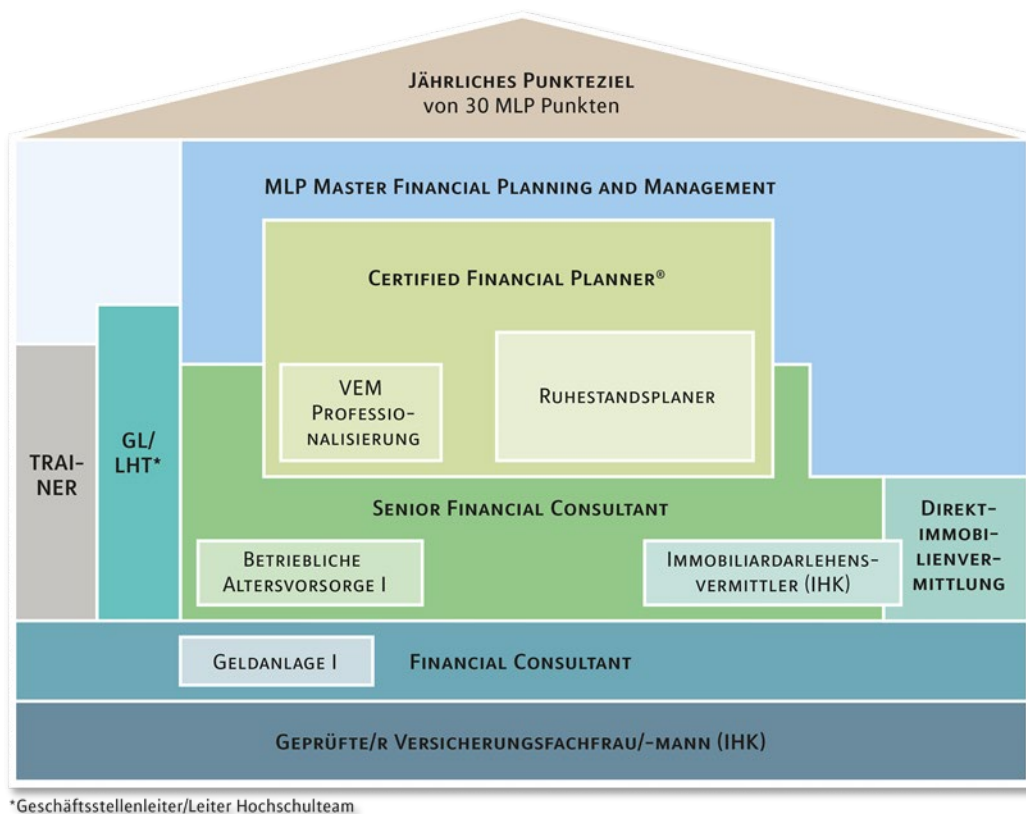 Jährliches Punkteziel
von 30 MLP Punkten
MLP Master Financial Planning and Management
Certified Financial Planner®
VEM
Professio-
nalisierung
Ruhestandsplaner
GL/
LHT*
TRAI-
NER
Senior Financial Consultant
Direkt-
immobi-
lienver-
mittlung
Betriebliche
Altersvorsorge I
Immobiliardarlehens-
vermittler (IHK)
Geldanlage I
Financial Consultant
Geprüfte/r Versicherungsfachfrau/-mann (IHK)
*Geschäftsstellenleiter/Leiter Hochschulteam